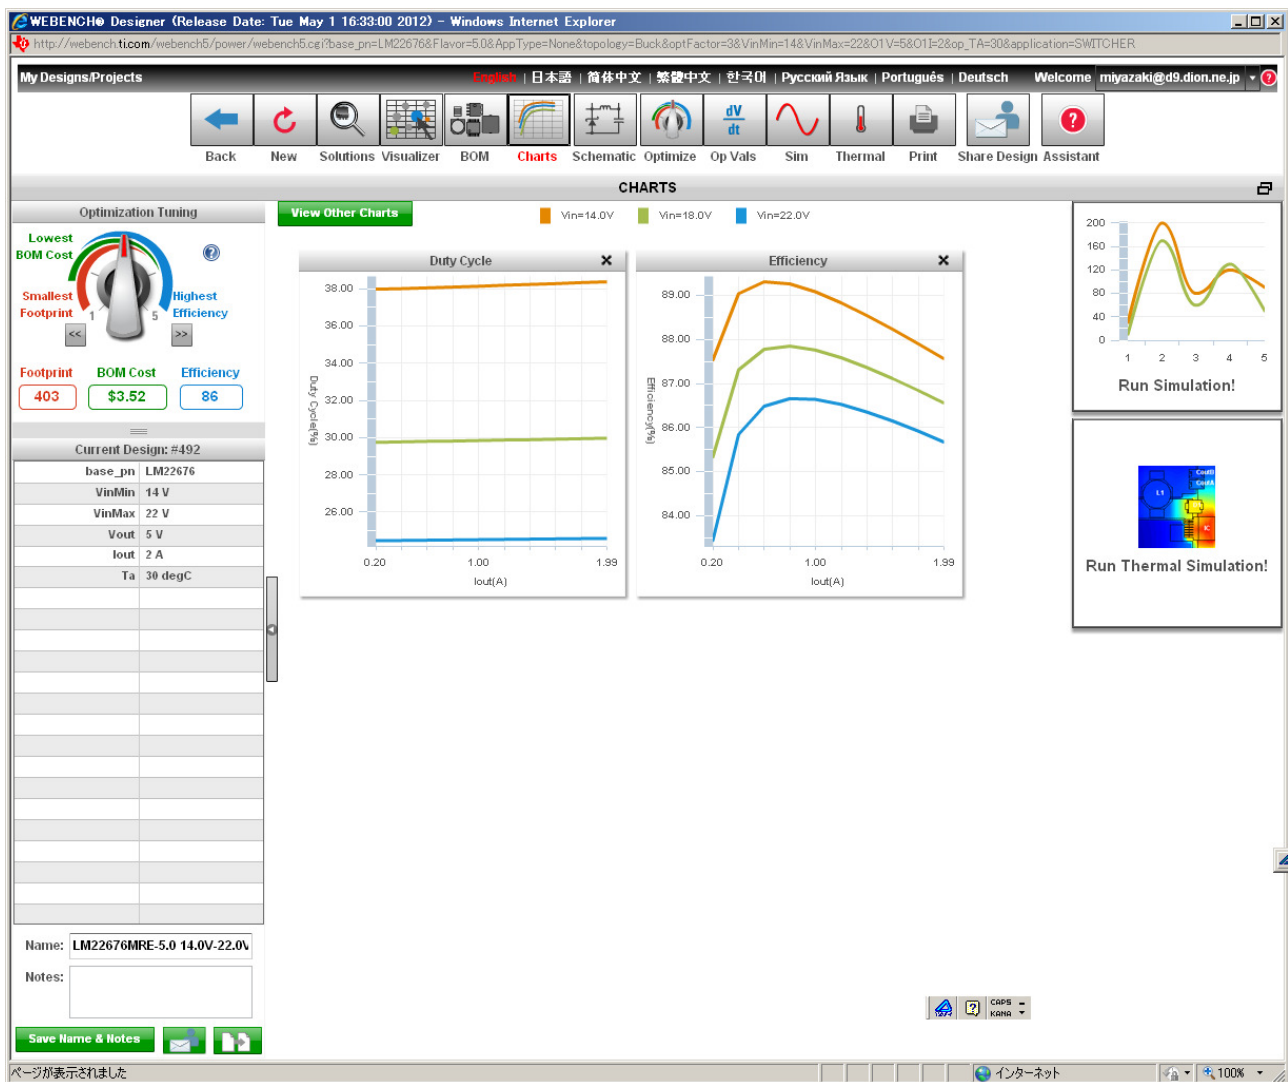 WEBENCH® Designer (Release Date: Tue May 1 16:33:00 2012) - Windows Internet Explorer
http://webench.ti.com/webench5/power/webench5.cgi?base_pn=LM22676&Flavor=5.0&AppType=None&topology=Buck&optFactor=3&VinMin=14&VinMax=22&O1V=5&O1I=2&op_TA=30&application=SWITCHER
My Designs/Projects English | 日本語 | 简体中文 | 繁體中文 | 한국어 | Русский Язык | Português | Deutsch Welcome miyazaki@d9.dion.ne.jp ?
dV
dt
?
Back New Solutions Visualizer BOM Charts Schematic Optimize Op Vals Sim Thermal Print Share Design Assistant
CHARTS
Optimization Tuning
Lowest
BOM Cost
?
Smallest
Footprint
Highest
Efficiency
1 5
<< >>
Footprint BOM Cost Efficiency
403 $3.52 86
Current Design: #492
base_pn LM22676
VinMin 14 V
VinMax 22 V
Vout 5 V
Iout 2 A
Ta 30 degC
Name: LM22676MRE-5.0 14.0V-22.0V
Notes:
Save Name & Notes
View Other Charts
Vin=14.0V Vin=18.0V Vin=22.0V
Duty Cycle
38.00
36.00
34.00
32.00
30.00
28.00
26.00
Duty Cycle(%)
0.20 1.00 1.99
Iout(A)
Efficiency
89.00
88.00
87.00
86.00
85.00
84.00
Efficiency(%)
0.20 1.00 1.99
Iout(A)
200
160
120
80
40
0
1 2 3 4 5
Run Simulation!
CoutB
CoutA
L1
IC
Run Thermal Simulation!
CAPS
KANA
ページが表示されました インターネット 100%